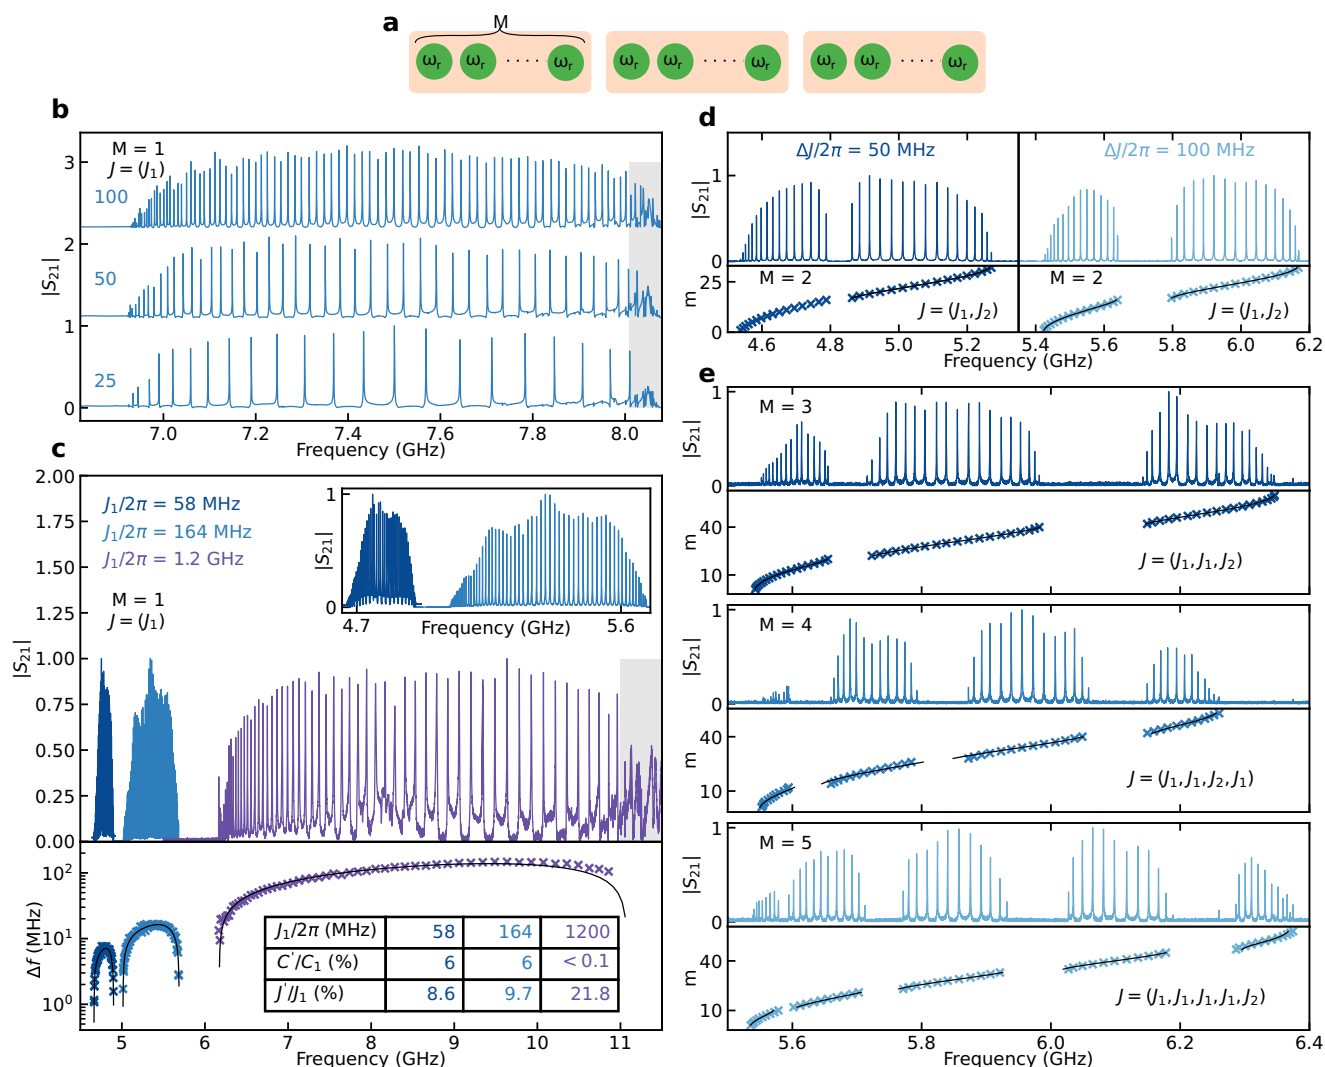 a
M
ωr ωr ···· ωr ωr ωr ···· ωr ωr ωr ···· ωr
b
M = 1
J = (J₁)
100
50
25
3
2
1
0
|S₂₁|
7.0 7.2 7.4 7.6 7.8 8.0
Frequency (GHz)
c
J₁/2π = 58 MHz
J₁/2π = 164 MHz
J₁/2π = 1.2 GHz
M = 1
J = (J₁)
2.00
1.75
1.50
1.25
1.00
0.75
0.50
0.25
0.00
|S₂₁|
1
0
|S₂₁|
4.7 Frequency (GHz) 5.6
10²
10¹
10⁰
Δf (MHz)
J₁/2π (MHz) 58 164 1200
C'/C₁ (%) 6 6 <0.1
J'/J₁ (%) 8.6 9.7 21.8
5 6 7 8 9 10 11
Frequency (GHz)
d
ΔJ/2π = 50 MHz ΔJ/2π = 100 MHz
1
0
|S₂₁|
M = 2 M = 2
J = (J₁, J₂) J = (J₁, J₂)
25
0
m
4.6 4.8 5.0 5.2 5.4 5.6 5.8 6.0 6.2
Frequency (GHz)
e
M = 3
1
0
|S₂₁|
40
10
m
J = (J₁, J₁, J₂)
M = 4
1
0
|S₂₁|
40
10
m
J = (J₁, J₁, J₂, J₁)
M = 5
1
0
|S₂₁|
40
10
m
J = (J₁, J₁, J₁, J₁, J₂)
5.6 5.8 6.0 6.2 6.4
Frequency (GHz)